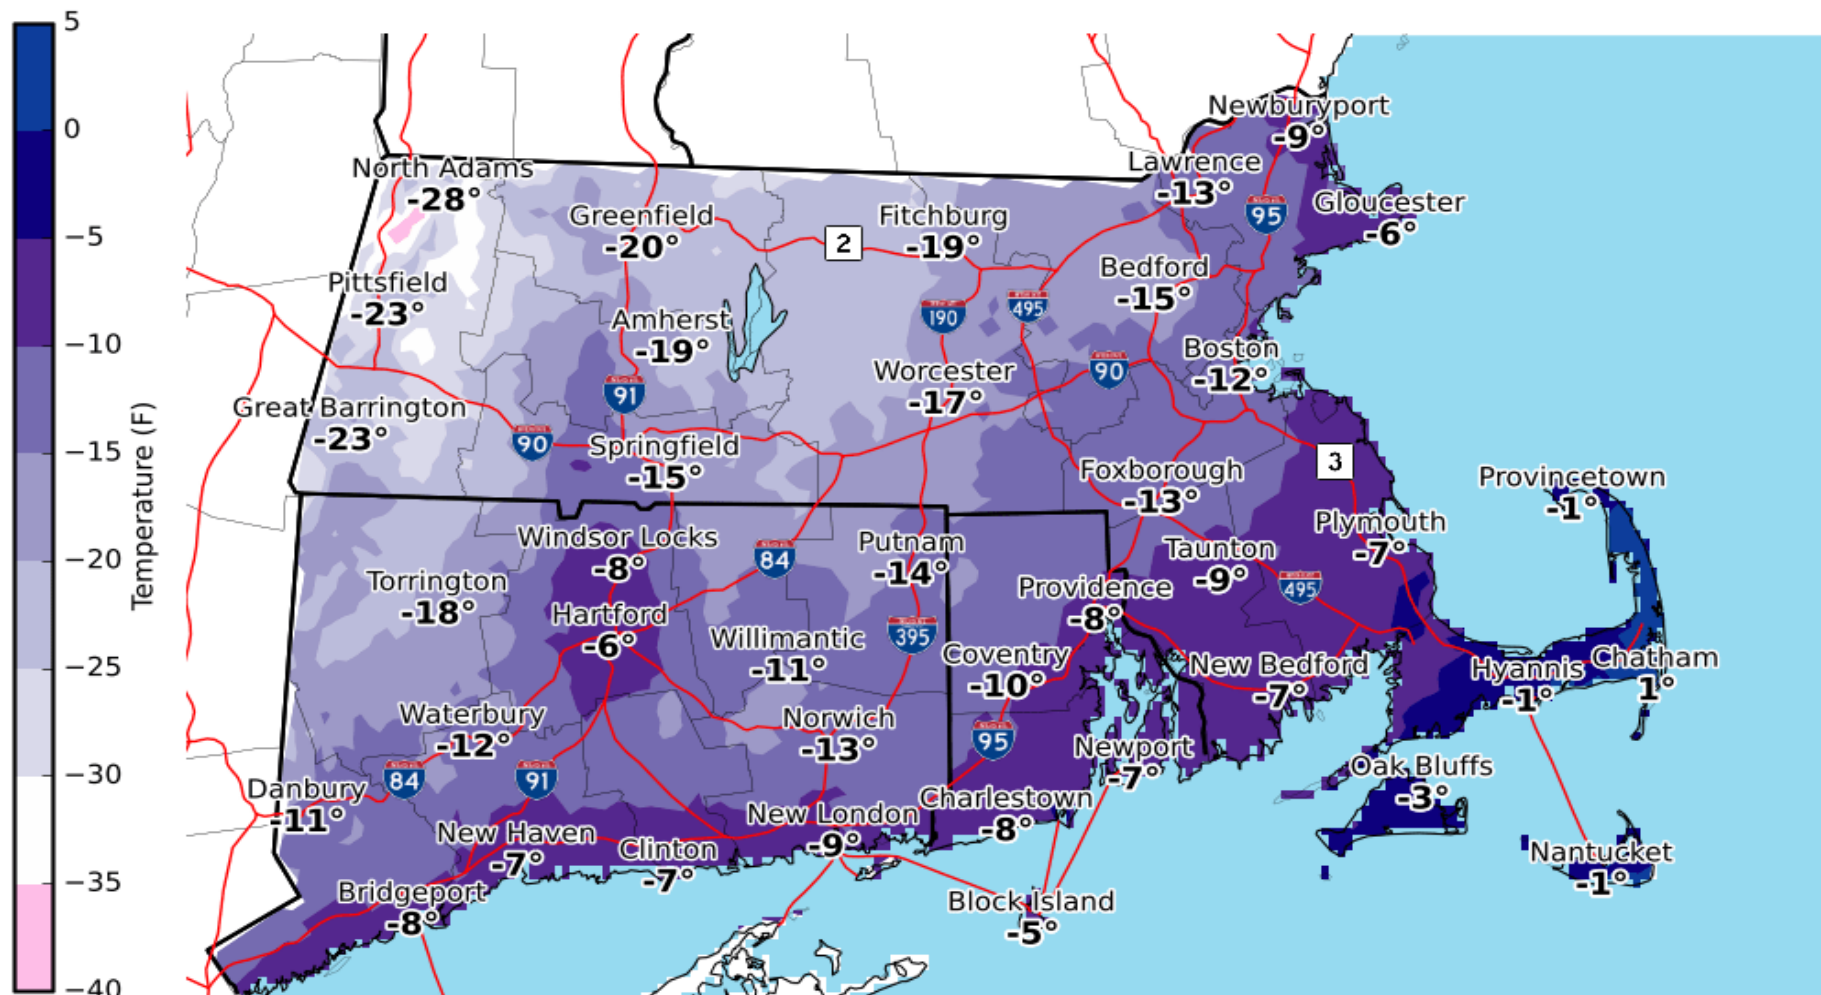 5
0
−5
−10
−15
−20
−25
−30
−35
−40
Temperature (F)
Newburyport
-9°
Lawrence
-13°
North Adams
-28°
Gloucester
-6°
95
Greenfield
-20°
2
Fitchburg
-19°
Bedford
-15°
Pittsfield
-23°
190
495
Amherst
-19°
Boston
-12°
Worcester
-17°
90
91
Great Barrington
-23°
90
Springfield
-15°
3
Foxborough
-13°
Provincetown
-1°
Plymouth
-7°
Windsor Locks
-8°
84
Putnam
-14°
Taunton
-9°
Torrington
-18°
Providence
-8°
495
Hartford
-6°
395
Willimantic
-11°
Coventry
-10°
New Bedford
-7°
Hyannis
-1°
Chatham
1°
Waterbury
-12°
Norwich
-13°
95
Newport
-7°
Oak Bluffs
-3°
84
91
Danbury
-11°
Charlestown
-8°
New London
-9°
New Haven
-7°
Clinton
-7°
Nantucket
-1°
Bridgeport
-8°
Block Island
-5°